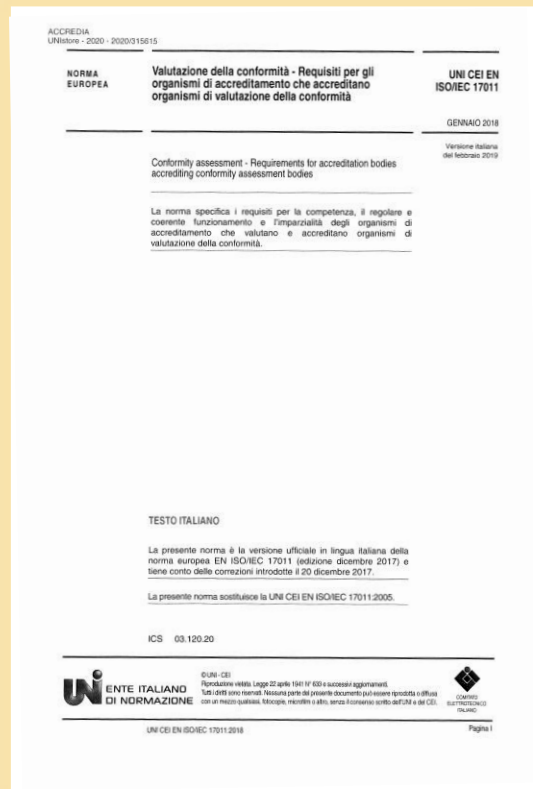 ACCREDIA
UNIstore - 2020 - 2020/315615
NORMA
EUROPEA
Valutazione della conformità - Requisiti per gli
organismi di accreditamento che accreditano
organismi di valutazione della conformità
UNI CEI EN
ISO/IEC 17011
GENNAIO 2018
Versione italiana
del febbraio 2019
Conformity assessment - Requirements for accreditation bodies
accrediting conformity assessment bodies
La norma specifica i requisiti per la competenza, il regolare e
coerente funzionamento e l'imparzialità degli organismi di
accreditamento che valutano e accreditano organismi di
valutazione della conformità.
TESTO ITALIANO
La presente norma è la versione ufficiale in lingua italiana della
norma europea EN ISO/IEC 17011 (edizione dicembre 2017) e
tiene conto delle correzioni introdotte il 20 dicembre 2017.
La presente norma sostituisce la UNI CEI EN ISO/IEC 17011:2005.
ICS 03.120.20
UNI
ENTE ITALIANO
DI NORMAZIONE
© UNI - CEI
Riproduzione vietata. Legge 22 aprile 1941 N° 633 e successivi aggiornamenti.
Tutti i diritti sono riservati. Nessuna parte del presente documento può essere riprodotta o diffusa
con un mezzo qualsiasi, fotocopie, microfilm o altro, senza il consenso scritto dell'UNI e del CEI.
COMITATO
ELETTROTECNICO
ITALIANO
UNI CEI EN ISO/IEC 17011:2018
Pagina I